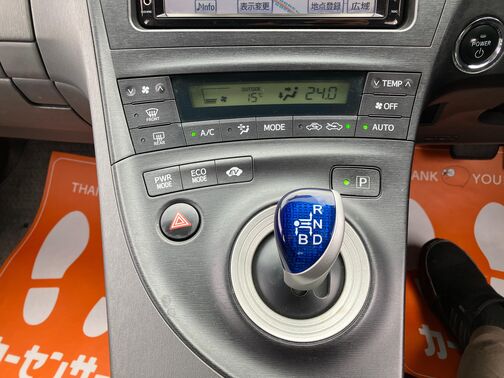 ♪Info 表示変更 地点登録 広域
POWER
OUTSIDE
15℃ 24.0
TEMP
OFF
FRONT
REAR
A/C MODE AUTO
PWR MODE
ECO MODE
EV
P
R
N
B D
THANK
THANK YOU
カーセンサ
カー